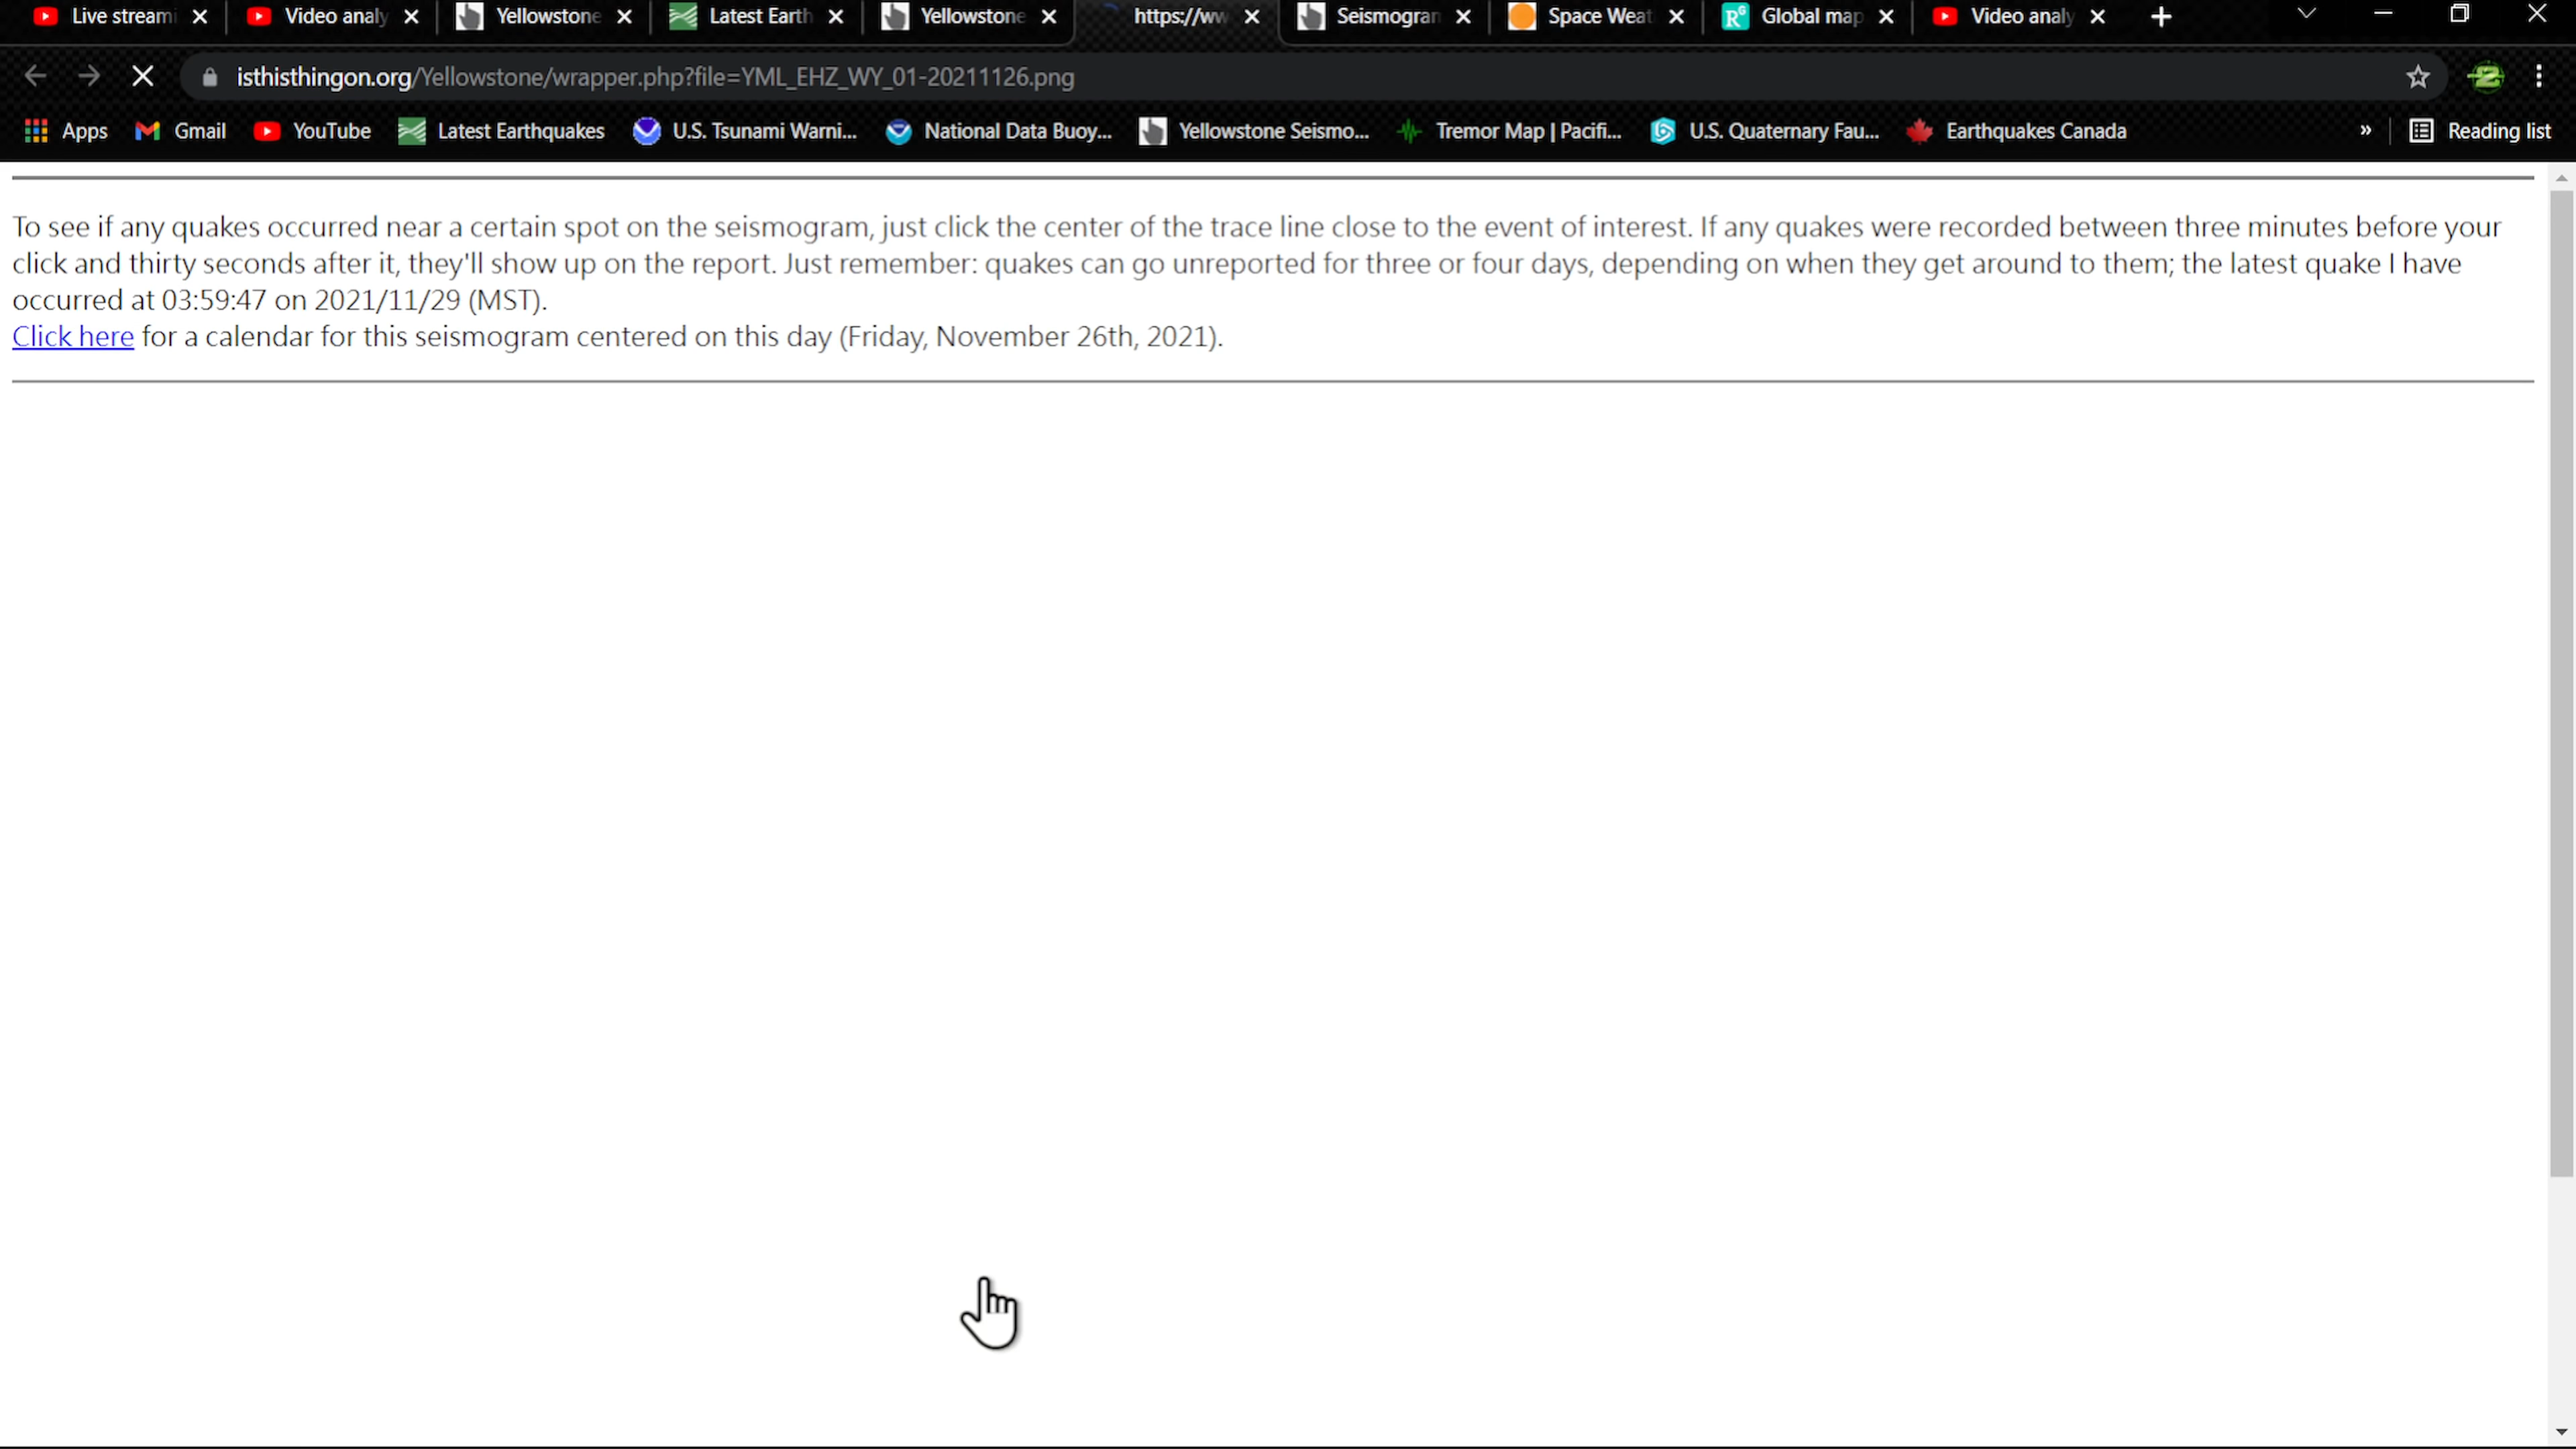 Live streami
Video analy
Yellowstone
Latest Earth
Yellowstone
https://ww
Seismogran
Space Weat
Global map
Video analy
isthisthingon.org/Yellowstone/wrapper.php?file=YML_EHZ_WY_01-20211126.png
Apps
Gmail
YouTube
Latest Earthquakes
U.S. Tsunami Warni...
National Data Buoy...
Yellowstone Seismo...
Tremor Map | Pacifi...
U.S. Quaternary Fau...
Earthquakes Canada
»
Reading list
To see if any quakes occurred near a certain spot on the seismogram, just click the center of the trace line close to the event of interest. If any quakes were recorded between three minutes before your
click and thirty seconds after it, they'll show up on the report. Just remember: quakes can go unreported for three or four days, depending on when they get around to them; the latest quake I have
occurred at 03:59:47 on 2021/11/29 (MST).
Click here for a calendar for this seismogram centered on this day (Friday, November 26th, 2021).